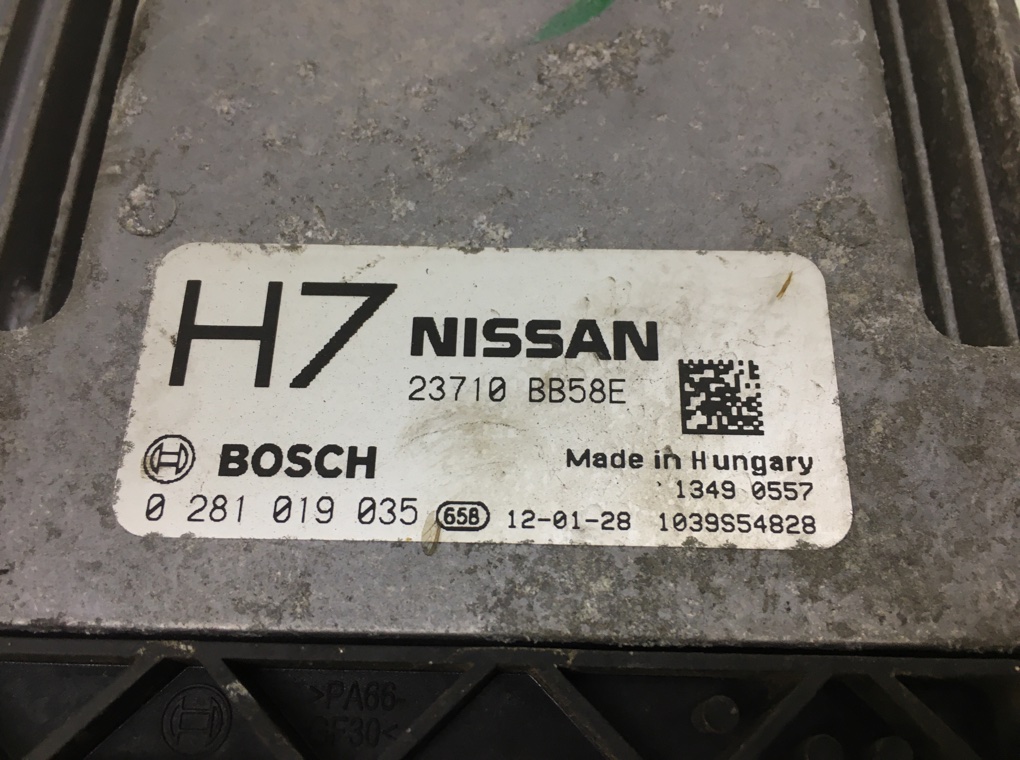 H7
NISSAN
23710 BB58E
BOSCH
Made in Hungary
1349 0557
0 281 019 035 65B 12-01-28 1039S54828
>PA66-
GF30<